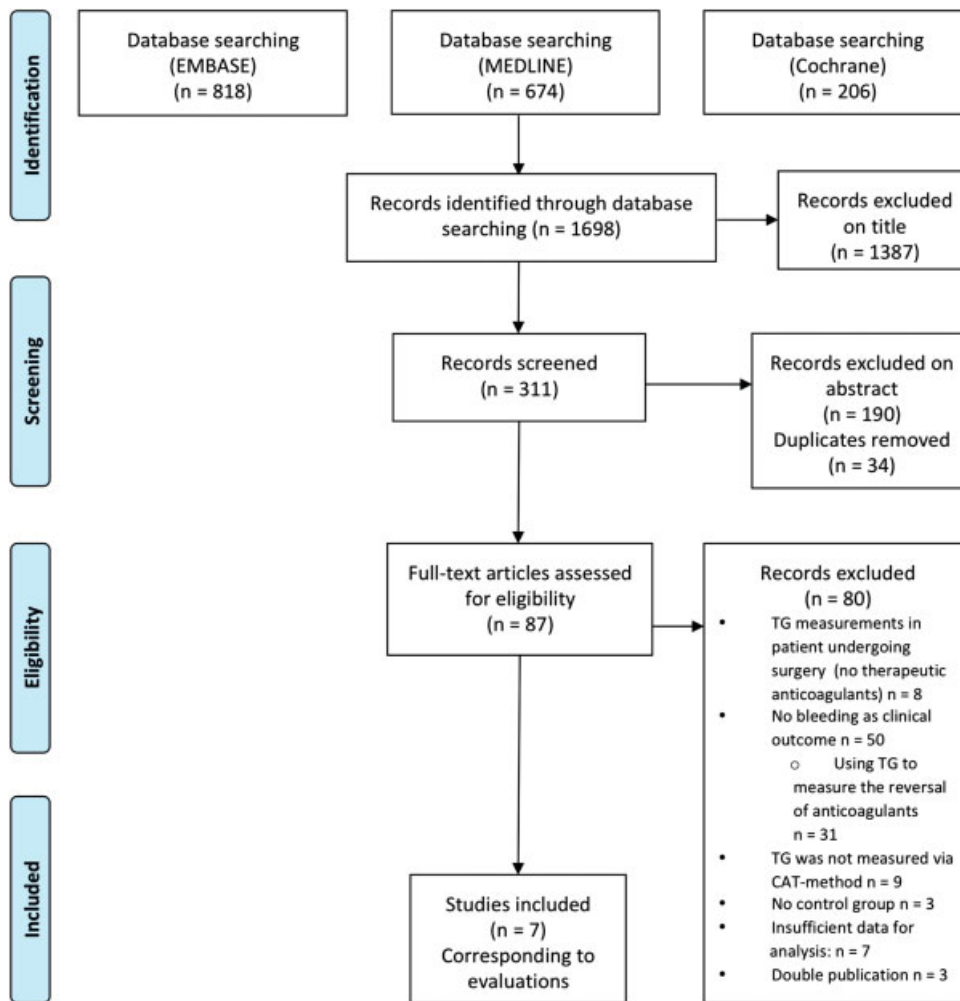 Identification
Database searching
(EMBASE)
(n = 818)
Database searching
(MEDLINE)
(n = 674)
Database searching
(Cochrane)
(n = 206)
Records identified through database
searching (n = 1698)
Records excluded
on title
(n = 1387)
Screening
Records screened
(n = 311)
Records excluded on
abstract
(n = 190)
Duplicates removed
(n = 34)
Eligibility
Full-text articles assessed
for eligibility
(n = 87)
Records excluded
(n = 80)
• TG measurements in
patient undergoing
surgery (no therapeutic
anticoagulants) n = 8
• No bleeding as clinical
outcome n = 50
o Using TG to
measure the reversal
of anticoagulants
n = 31
• TG was not measured via
CAT-method n = 9
• No control group n = 3
• Insufficient data for
analysis: n = 7
• Double publication n = 3
Included
Studies included
(n = 7)
Corresponding to
evaluations